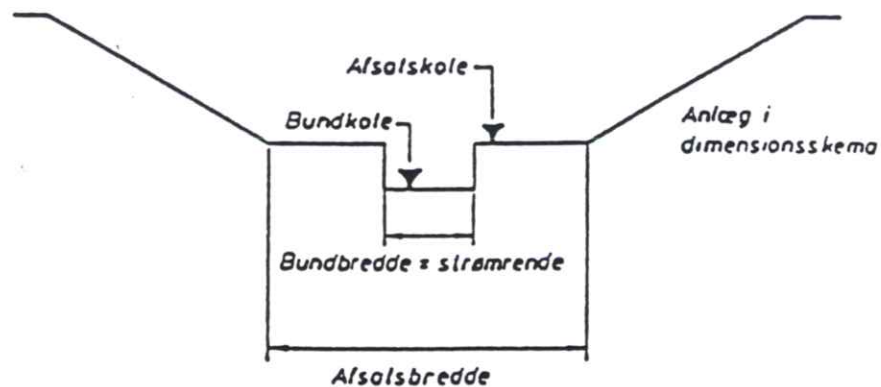 Afsatskote
Bundkote
Anlæg i
dimensionsskema
Bundbredde = strømrende
Afsatsbredde